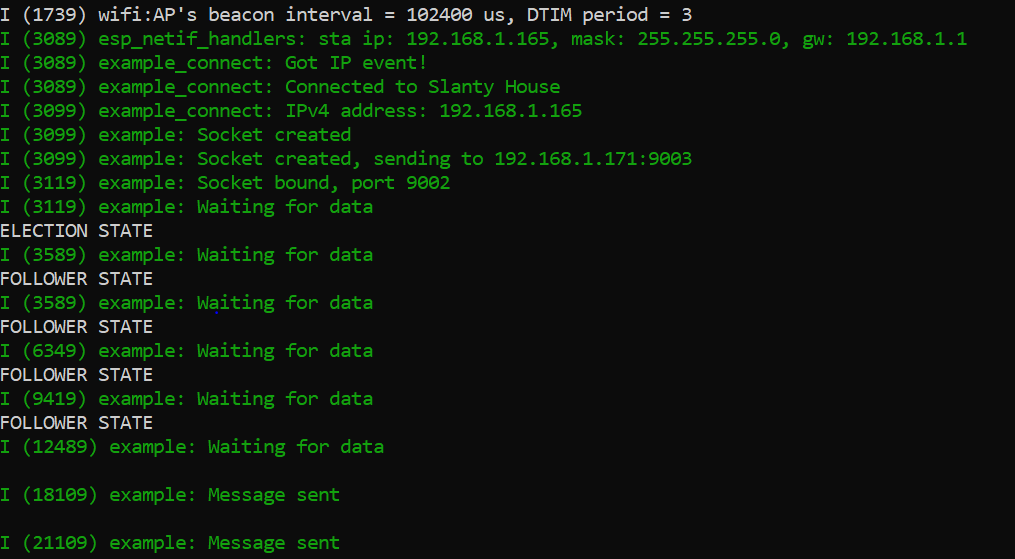 I (1739) wifi:AP's beacon interval = 102400 us, DTIM period = 3
I (3089) esp_netif_handlers: sta ip: 192.168.1.165, mask: 255.255.255.0, gw: 192.168.1.1
I (3089) example_connect: Got IP event!
I (3089) example_connect: Connected to Slanty House
I (3099) example_connect: IPv4 address: 192.168.1.165
I (3099) example: Socket created
I (3099) example: Socket created, sending to 192.168.1.171:9003
I (3119) example: Socket bound, port 9002
I (3119) example: Waiting for data
ELECTION STATE
I (3589) example: Waiting for data
FOLLOWER STATE
I (3589) example: Waiting for data
FOLLOWER STATE
I (6349) example: Waiting for data
FOLLOWER STATE
I (9419) example: Waiting for data
FOLLOWER STATE
I (12489) example: Waiting for data
I (18109) example: Message sent
I (21109) example: Message sent